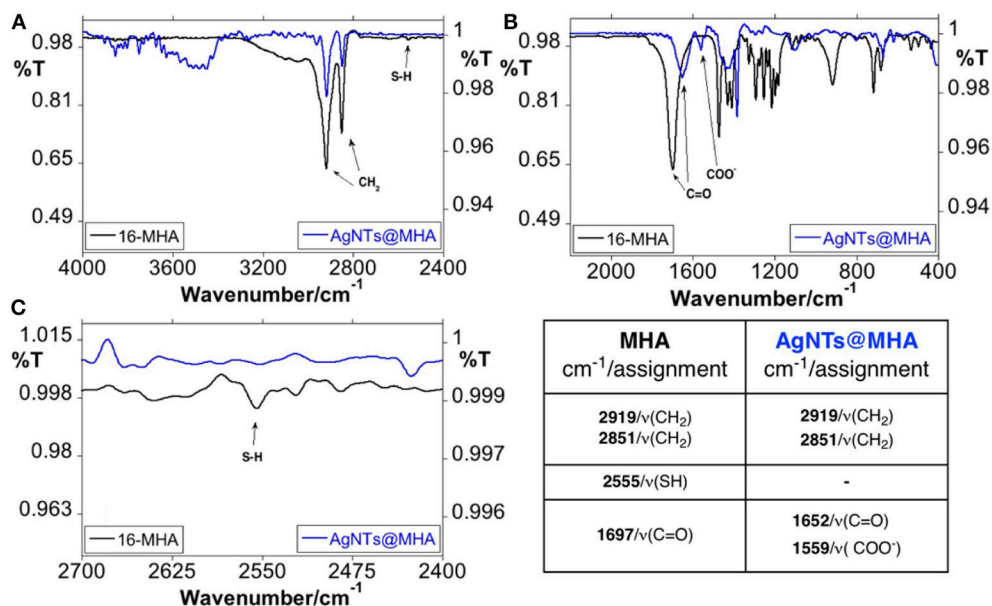 A
%T
0.98
0.81
0.65
0.49
1
%T
0.98
0.96
0.94
S-H
CH2
16-MHA
AgNTs@MHA
4000 3600 3200 2800 2400
Wavenumber/cm-1
B
%T
0.98
0.81
0.65
0.49
1
%T
0.98
0.96
0.94
COO-
C=O
16-MHA
AgNTs@MHA
2000 1600 1200 800 400
Wavenumber/cm-1
C
1.015
%T
0.998
0.98
0.963
1
%T
0.999
0.997
0.996
S-H
16-MHA
AgNTs@MHA
2700 2625 2550 2475 2400
Wavenumber/cm-1
MHA AgNTs@MHA
cm-1/assignment cm-1/assignment
2919/ν(CH2) 2919/ν(CH2)
2851/ν(CH2) 2851/ν(CH2)
2555/ν(SH) -
1697/ν(C=O) 1652/ν(C=O)
1559/ν( COO-)